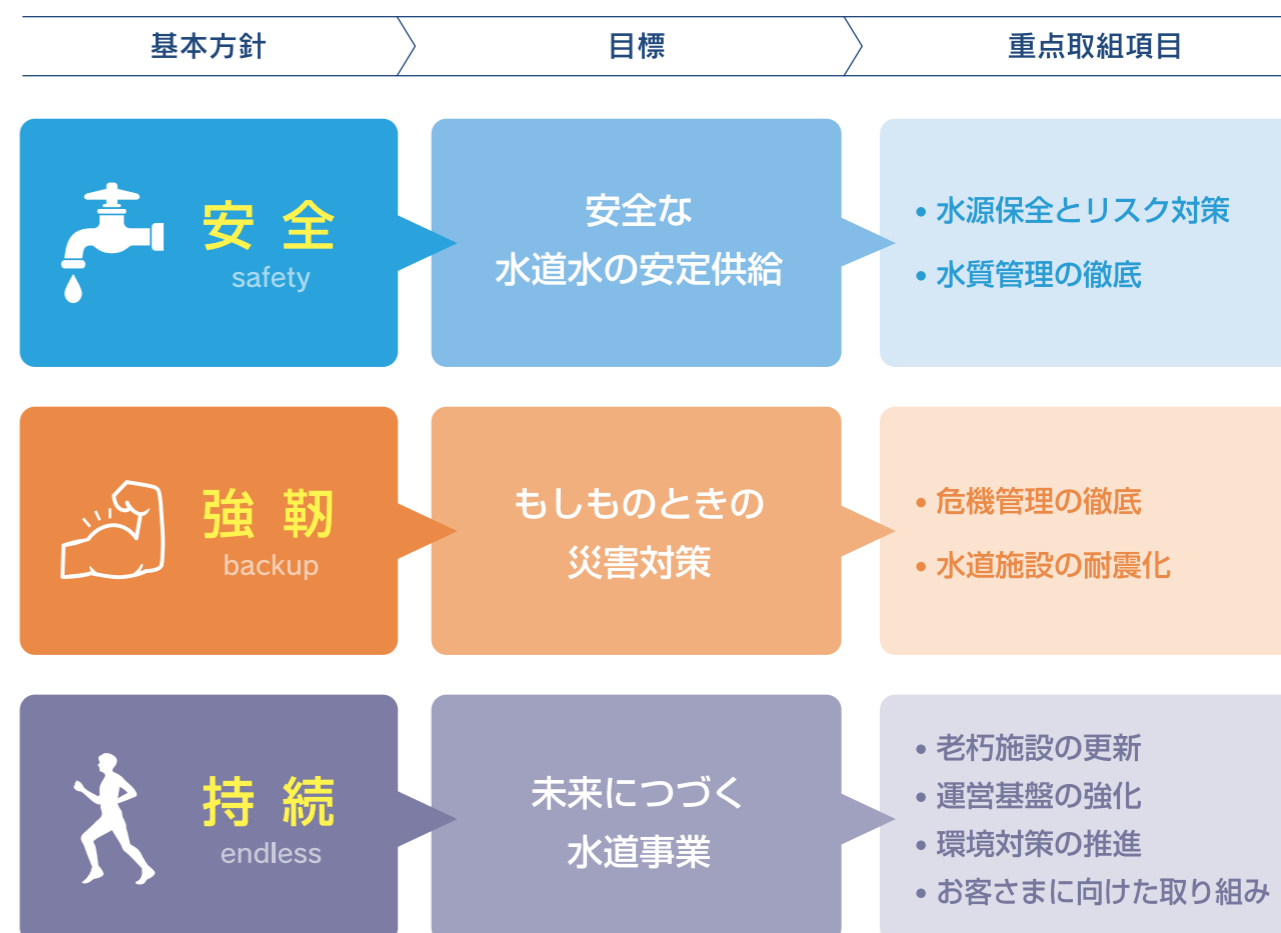 基本方針
目標
重点取組項目
安全
safety
安全な
水道水の安定供給
• 水源保全とリスク対策
• 水質管理の徹底
強靭
backup
もしものときの
災害対策
• 危機管理の徹底
• 水道施設の耐震化
持続
endless
未来につづく
水道事業
• 老朽施設の更新
• 運営基盤の強化
• 環境対策の推進
• お客さまに向けた取り組み